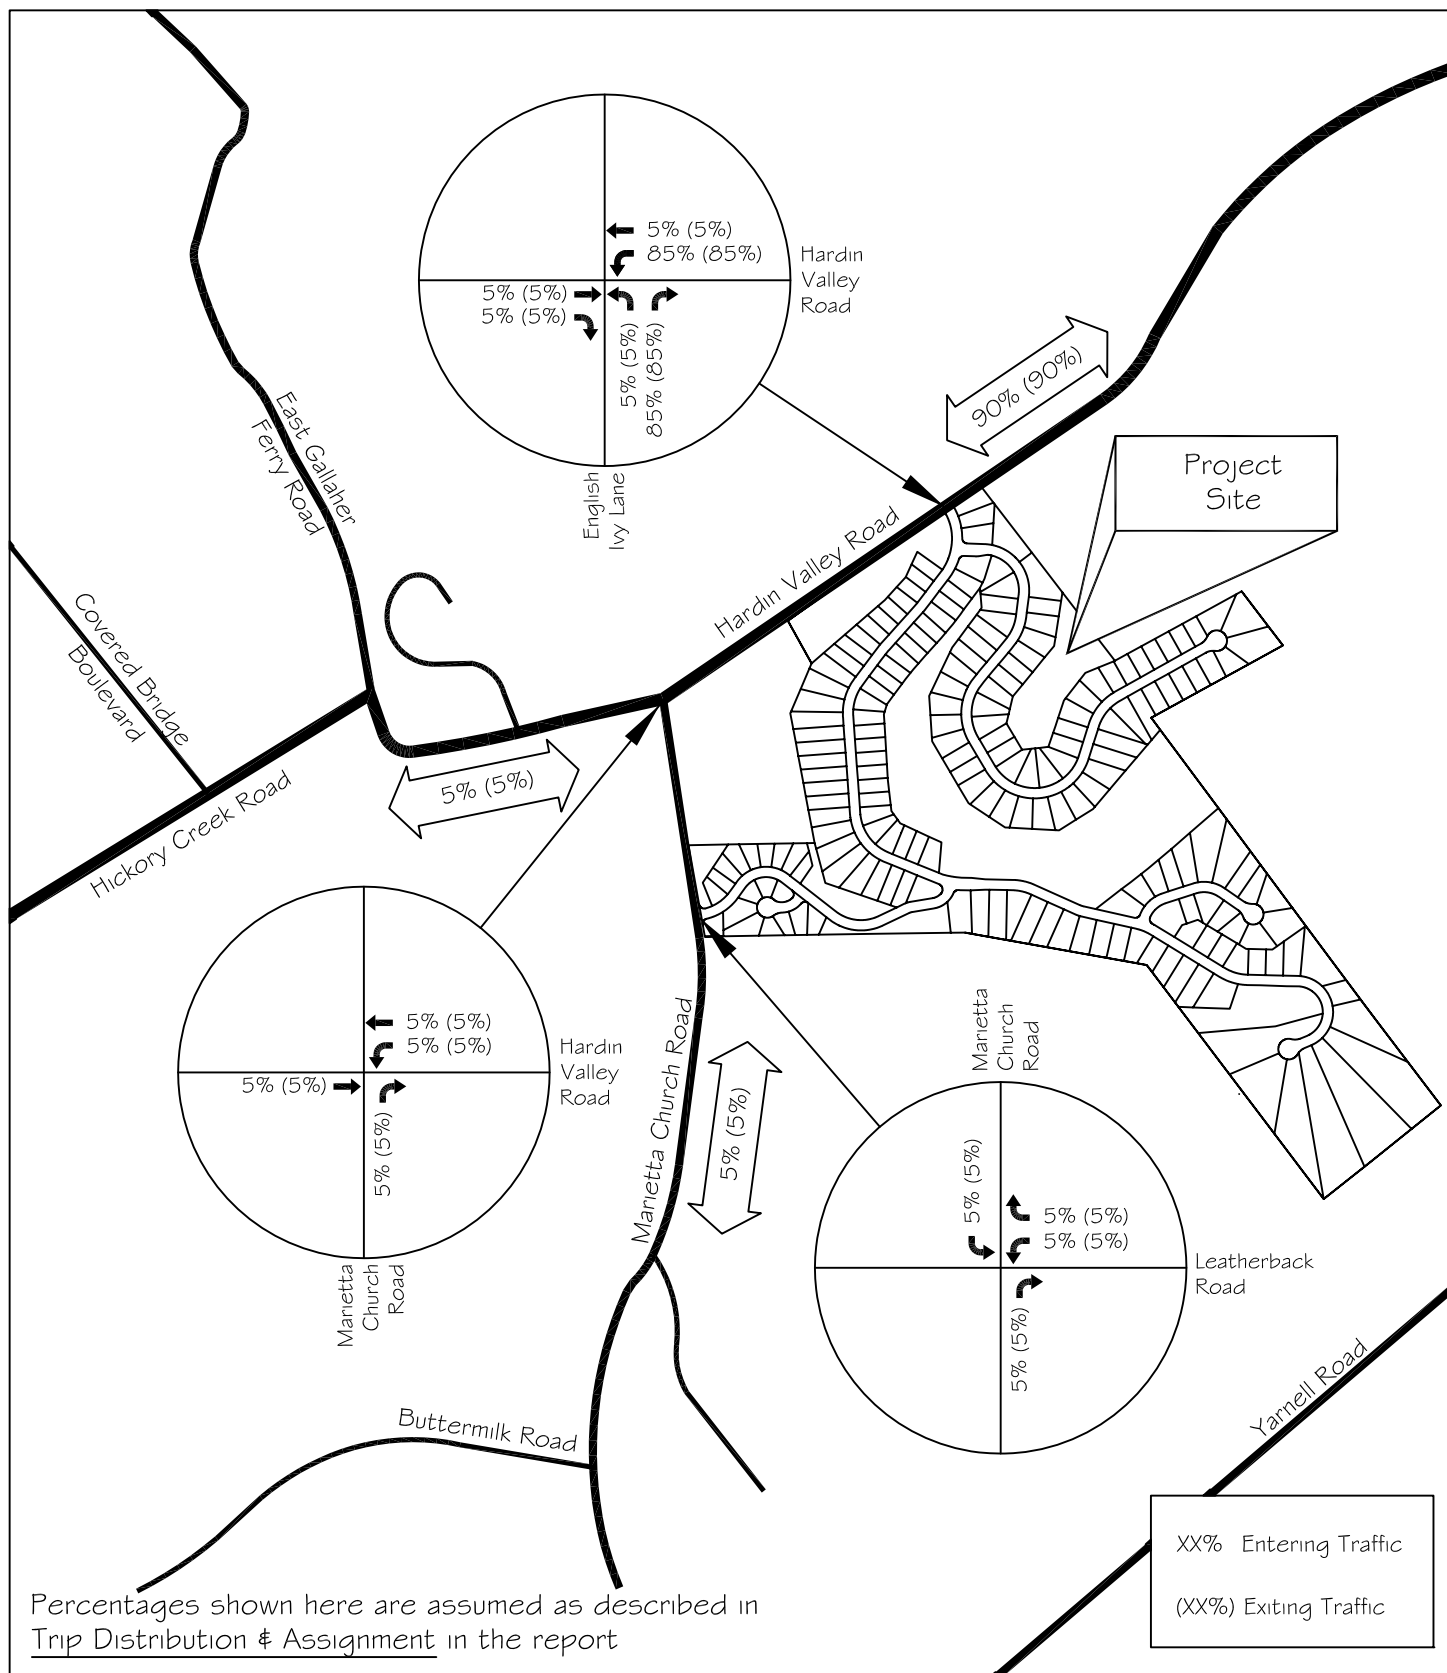 5% (5%)
85% (85%)
5% (5%)
5% (5%)
5% (5%)
85% (85%)
Hardin
Valley
Road
English
Ivy Lane
90% (90%)
Project
Site
East Gallaher
Ferry Road
Hardin Valley Road
Covered Bridge
Boulevard
5% (5%)
Hickory Creek Road
5% (5%)
5% (5%)
5% (5%)
5% (5%)
Hardin
Valley
Road
Marietta
Church
Road
Marietta Church Road
5% (5%)
Marietta
Church
Road
5% (5%)
5% (5%)
5% (5%)
5% (5%)
Leatherback
Road
Buttermilk Road
Yarnell Road
XX% Entering Traffic
(XX%) Exiting Traffic
Percentages shown here are assumed as described in
Trip Distribution & Assignment in the report